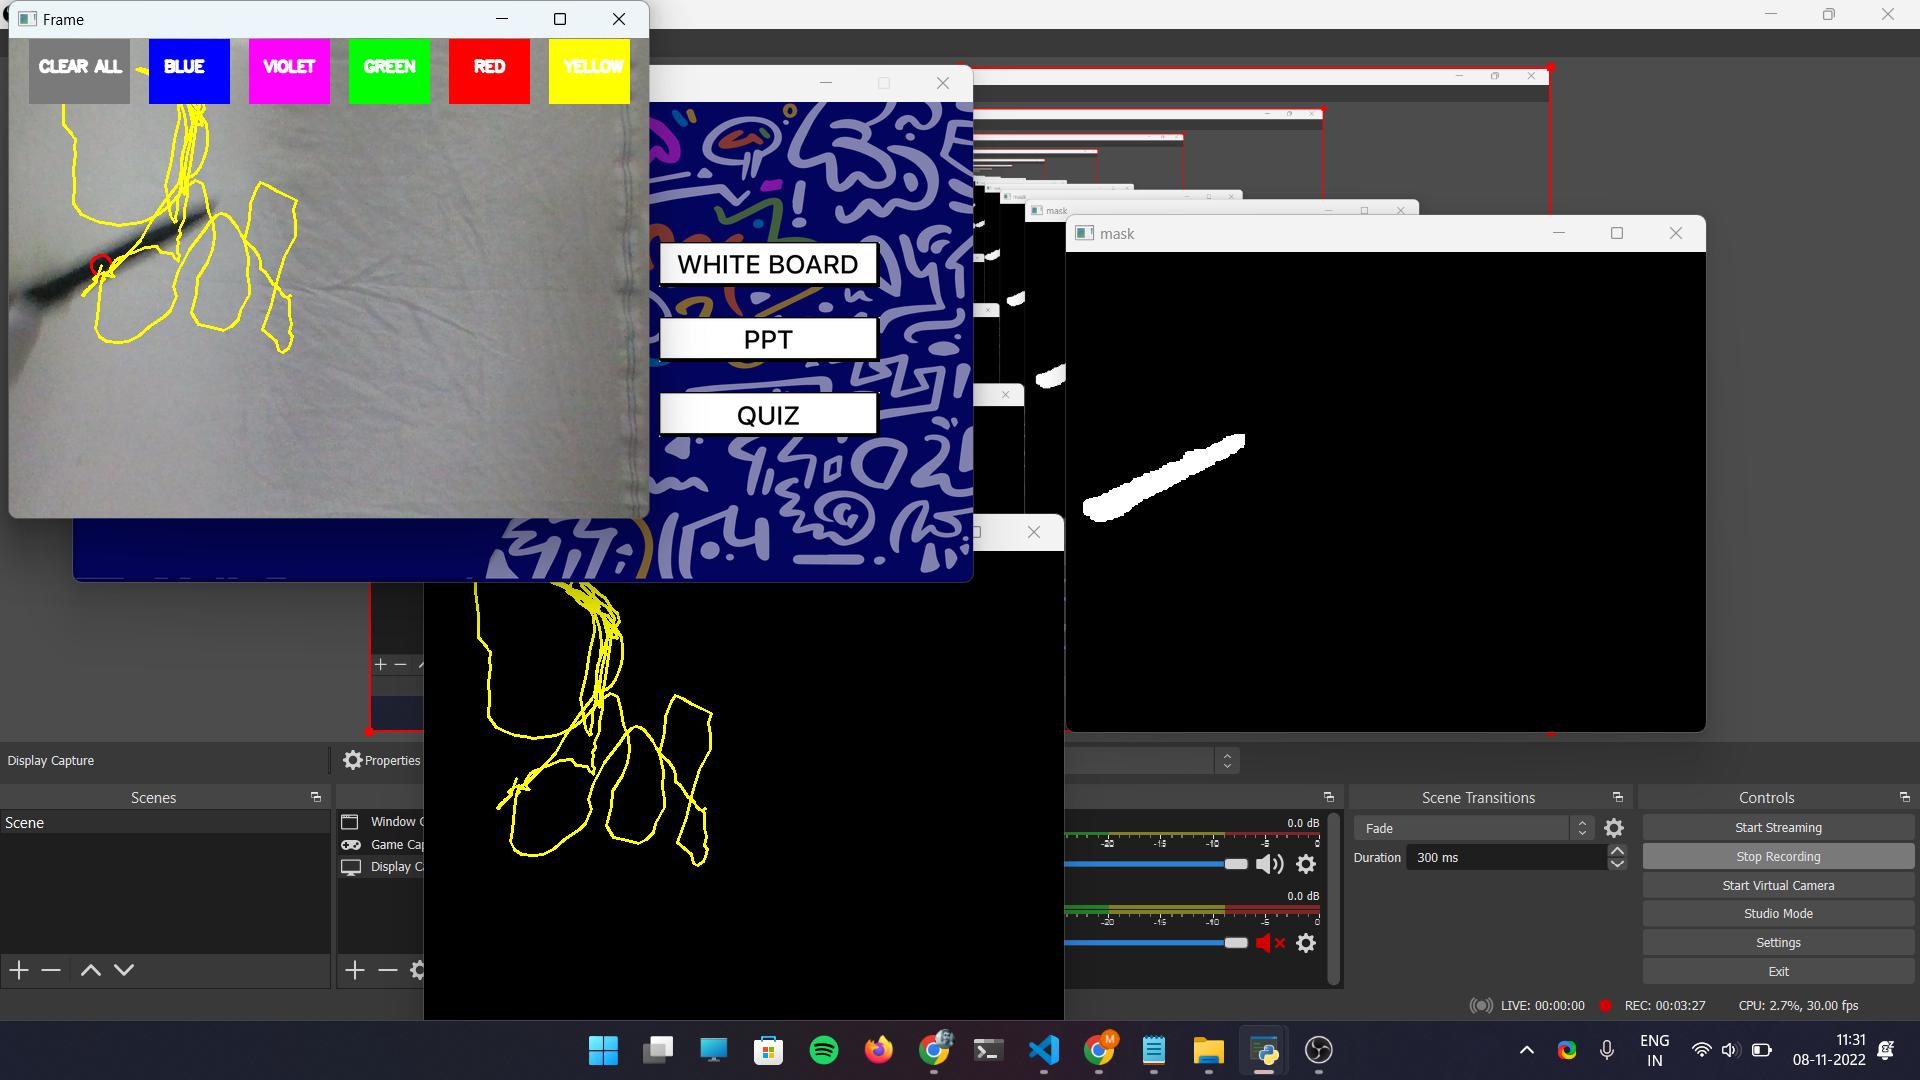 Frame
CLEAR ALL BLUE VIOLET GREEN RED YELLOW
WHITE BOARD
PPT
QUIZ
mask
mask
Display Capture
Properties
Scenes
Scene
Window
Game
Display
0.0 dB
-20 -15 -10 -5 0
0.0 dB
-20 -15 -10 -5 0
Scene Transitions
Fade
Duration 300 ms
Controls
Start Streaming
Stop Recording
Start Virtual Camera
Studio Mode
Settings
Exit
LIVE: 00:00:00 REC: 00:03:27 CPU: 2.7%, 30.00 fps
ENG
IN
11:31
08-11-2022